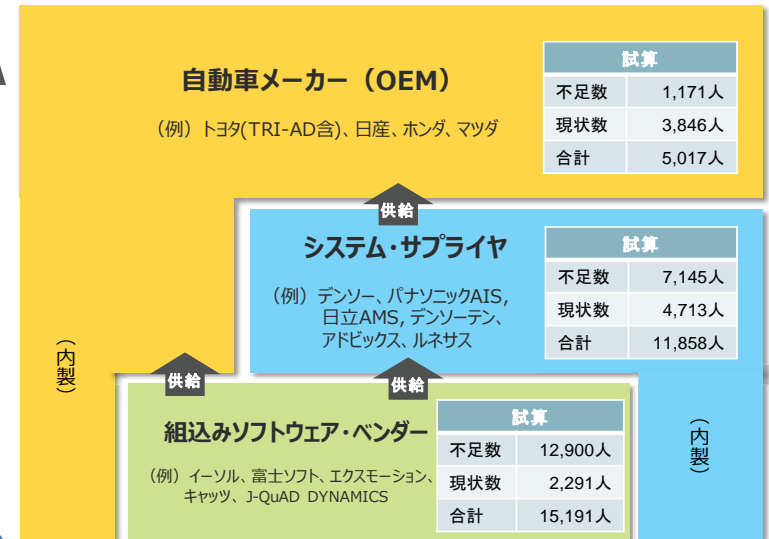 自動車メーカー（OEM）
（例）トヨタ(TRI-AD含)、日産、ホンダ、マツダ
試算
不足数 1,171人
現状数 3,846人
合計 5,017人
供給
システム・サプライヤ
（例）デンソー、パナソニックAIS,
日立AMS, デンソーテン、
アドビックス、ルネサス
試算
不足数 7,145人
現状数 4,713人
合計 11,858人
（内製）
供給
供給
組込みソフトウェア・ベンダー
（例）イーソル、富士ソフト、エクスモーション、
キャッツ、J-QuAD DYNAMICS
試算
不足数 12,900人
現状数 2,291人
合計 15,191人
（内製）